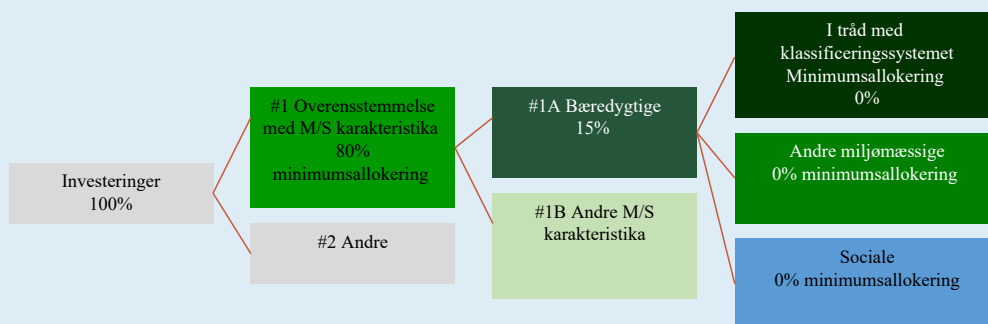 Investeringer
100%
#1 Overensstemmelse
med M/S karakteristika
80%
minimumsallokering
#2 Andre
#1A Bæredygtige
15%
#1B Andre M/S
karakteristika
I tråd med
klassificeringssystemet
Minimumsallokering
0%
Andre miljømæssige
0% minimumsallokering
Sociale
0% minimumsallokering